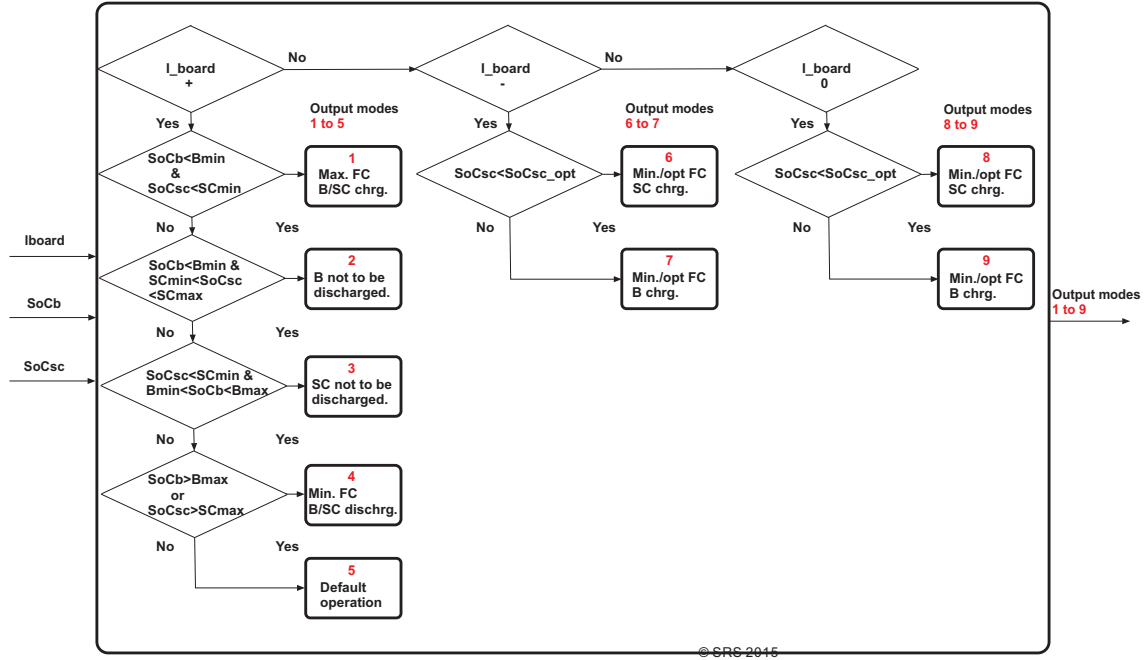 I_board
+
No
I_board
-
No
I_board
0
Yes
Output modes
1 to 5
Yes
Output modes
6 to 7
Yes
Output modes
8 to 9
SoCb<Bmin
&
SoCsc<SCmin
1
Max. FC
B/SC chrg.
SoCsc<SoCsc_opt
6
Min./opt FC
SC chrg.
SoCsc<SoCsc_opt
8
Min./opt FC
SC chrg.
No
Yes
No
Yes
No
Yes
Iboard
SoCb<Bmin &
SCmin<SoCsc
<SCmax
2
B not to be
discharged.
7
Min./opt FC
B chrg.
9
Min./opt FC
B chrg.
SoCb
Output modes
1 to 9
No
Yes
SoCsc
SoCsc<SCmin &
Bmin<SoCb<Bmax
3
SC not to be
discharged.
No
Yes
SoCb>Bmax
or
SoCsc>SCmax
4
Min. FC
B/SC dischrg.
No
Yes
5
Default
operation
© SRS 2015